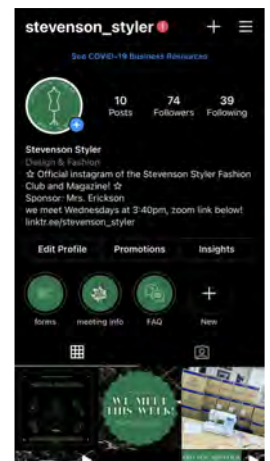 stevenson_styler
See COVID-19 Business Resources
10
Posts
74
Followers
39
Following
Stevenson Styler
Design & Fashion
☆ Official instagram of the Stevenson Styler Fashion
Club and Magazine! ☆
Sponsor: Mrs. Erickson
we meet Wednesdays at 3:40pm, zoom link below!
linktr.ee/stevenson_styler
Edit Profile
Promotions
Insights
forms
meeting info
FAQ
New
WE MEET
THIS WEEK!